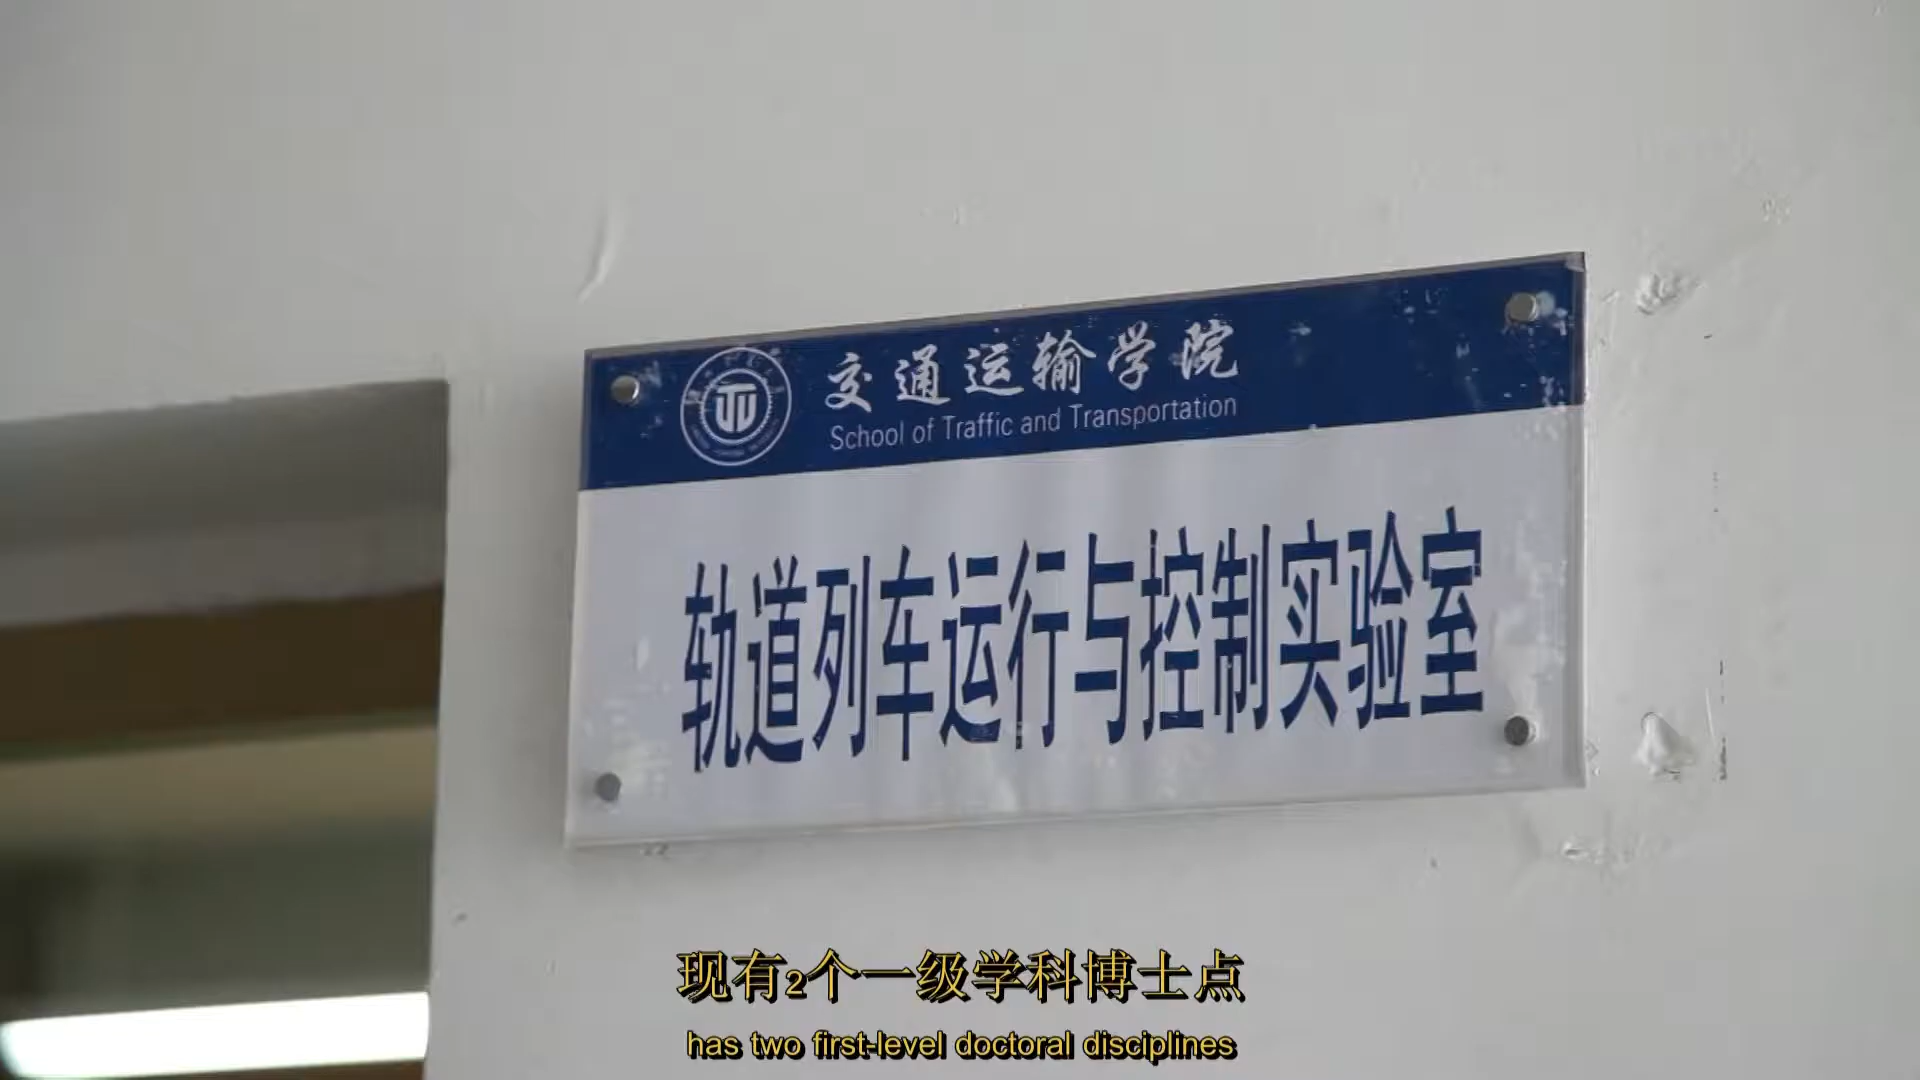 交通运输学院
School of Traffic and Transportation
轨道列车运行与控制实验室
现有2个一级学科博士点
has two first-level doctoral disciplines